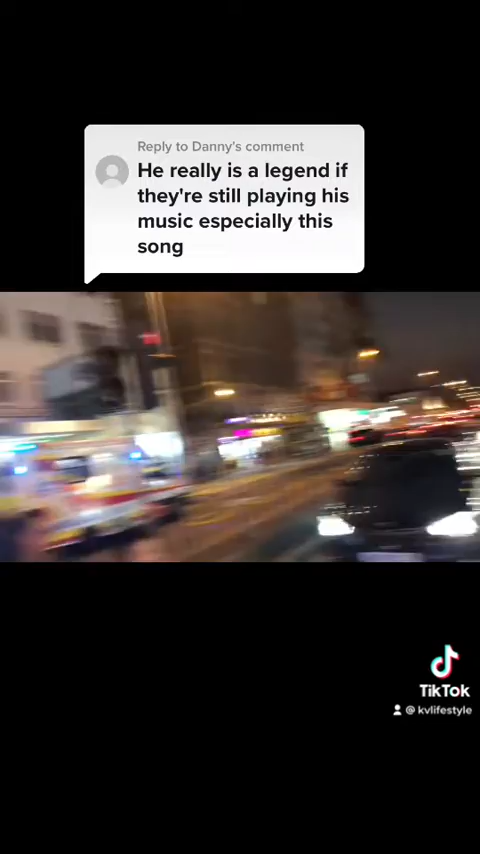 Reply to Danny's comment
He really is a legend if
they're still playing his
music especially this
song
TikTok
@ kvlifestyle